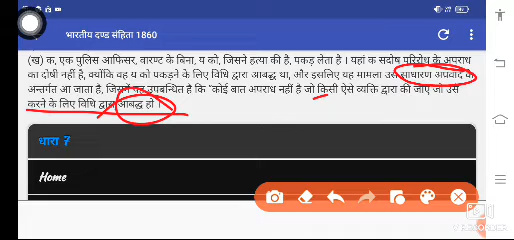 भारतीय दण्ड संहिता 1860
(ख) क, एक पुलिस आफिसर, वारण्ट के बिना, य को, जिसने हत्या की है, पकड़ लेता है। यहां क सदोष परिरोध के अपराध
का दोषी नहीं है, क्योंकि वह य को पकड़ने के लिए विधि द्वारा आबद्ध था, और इसलिए यह मामला उस साधारण अपवाद के
अन्तर्गत आ जाता है, जिसमें यह उपबन्धित है कि "कोई बात अपराध नहीं है जो किसी ऐसे व्यक्ति द्वारा की जाए जो उसे
करने के लिए विधि द्वारा आबद्ध हो ।
धारा 7
Home
RECORDER